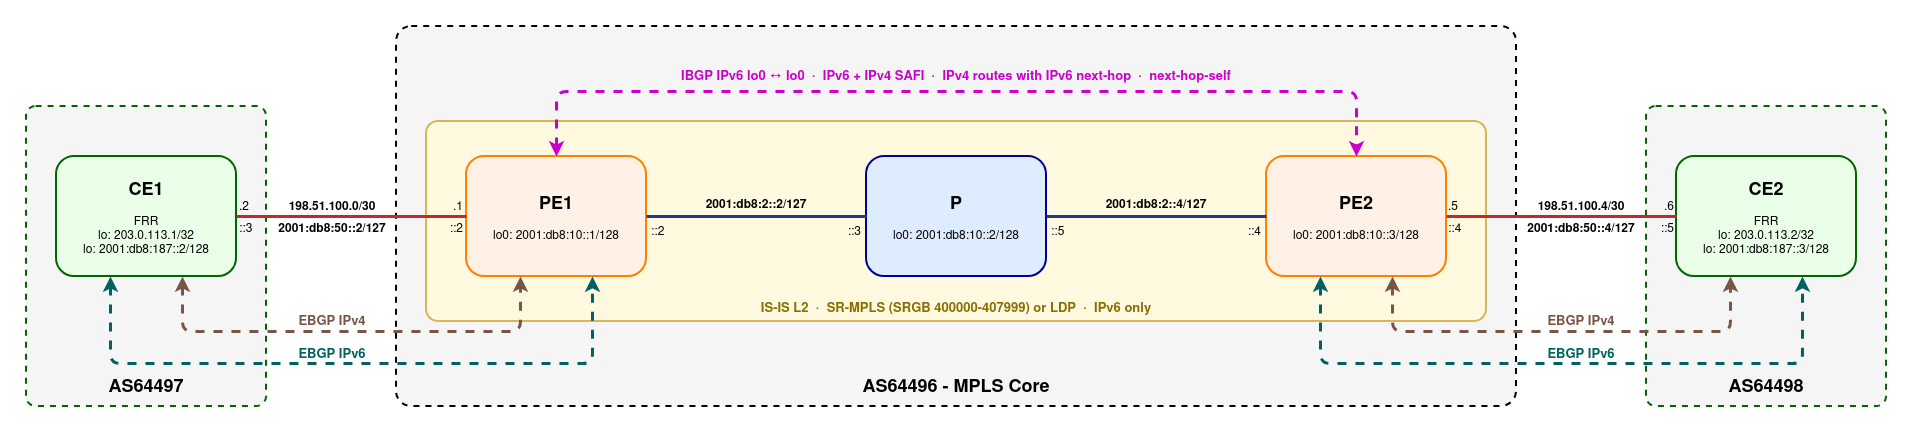 IBGP IPv6 lo0 ↔ lo0 · IPv6 + IPv4 SAFI · IPv4 routes with IPv6 next-hop · next-hop-self
CE1
FRR
lo: 203.0.113.1/32
lo: 2001:db8:187::2/128
.2
::3
198.51.100.0/30
2001:db8:50::2/127
.1
::2
PE1
lo0: 2001:db8:10::1/128
2001:db8:2::2/127
::2
::3
P
lo0: 2001:db8:10::2/128
2001:db8:2::4/127
::5
::4
PE2
lo0: 2001:db8:10::3/128
.5
::4
198.51.100.4/30
2001:db8:50::4/127
.6
::5
CE2
FRR
lo: 203.0.113.2/32
lo: 2001:db8:187::3/128
IS-IS L2 · SR-MPLS (SRGB 400000-407999) or LDP · IPv6 only
EBGP IPv4
EBGP IPv6
EBGP IPv4
EBGP IPv6
AS64497
AS64496 - MPLS Core
AS64498